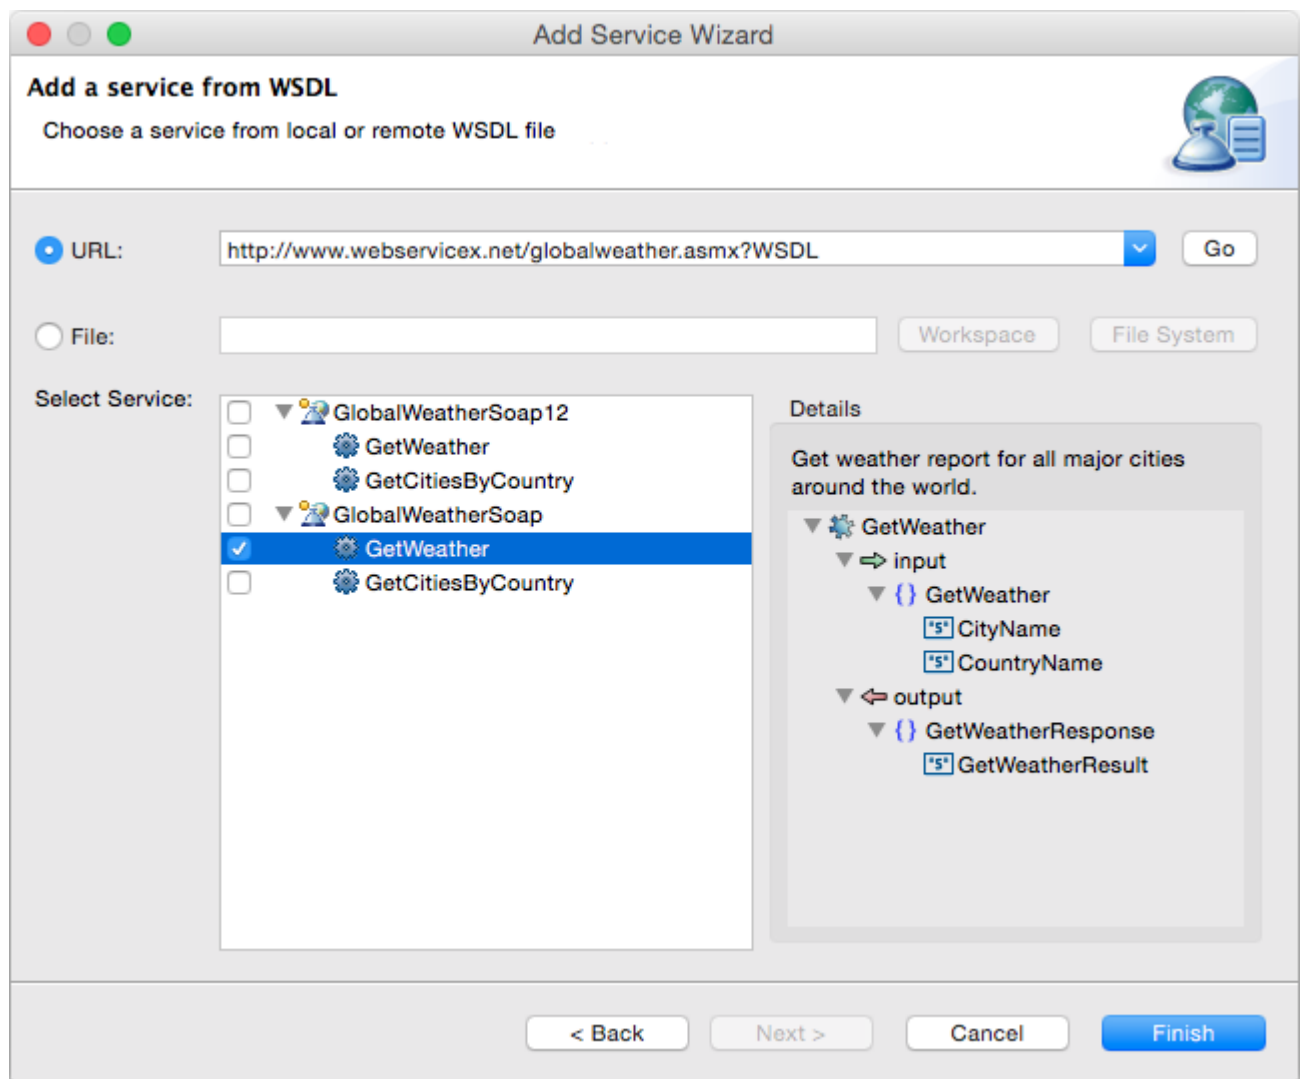 Add Service Wizard
Add a service from WSDL
Choose a service from local or remote WSDL file
URL: http://www.webservicex.net/globalweather.asmx?WSDL Go
File: Workspace File System
Select Service:
GlobalWeatherSoap12
GetWeather
GetCitiesByCountry
GlobalWeatherSoap
GetWeather
GetCitiesByCountry
Details
Get weather report for all major cities
around the world.
GetWeather
input
{} GetWeather
"S" CityName
"S" CountryName
output
{} GetWeatherResponse
"S" GetWeatherResult
< Back Next > Cancel Finish